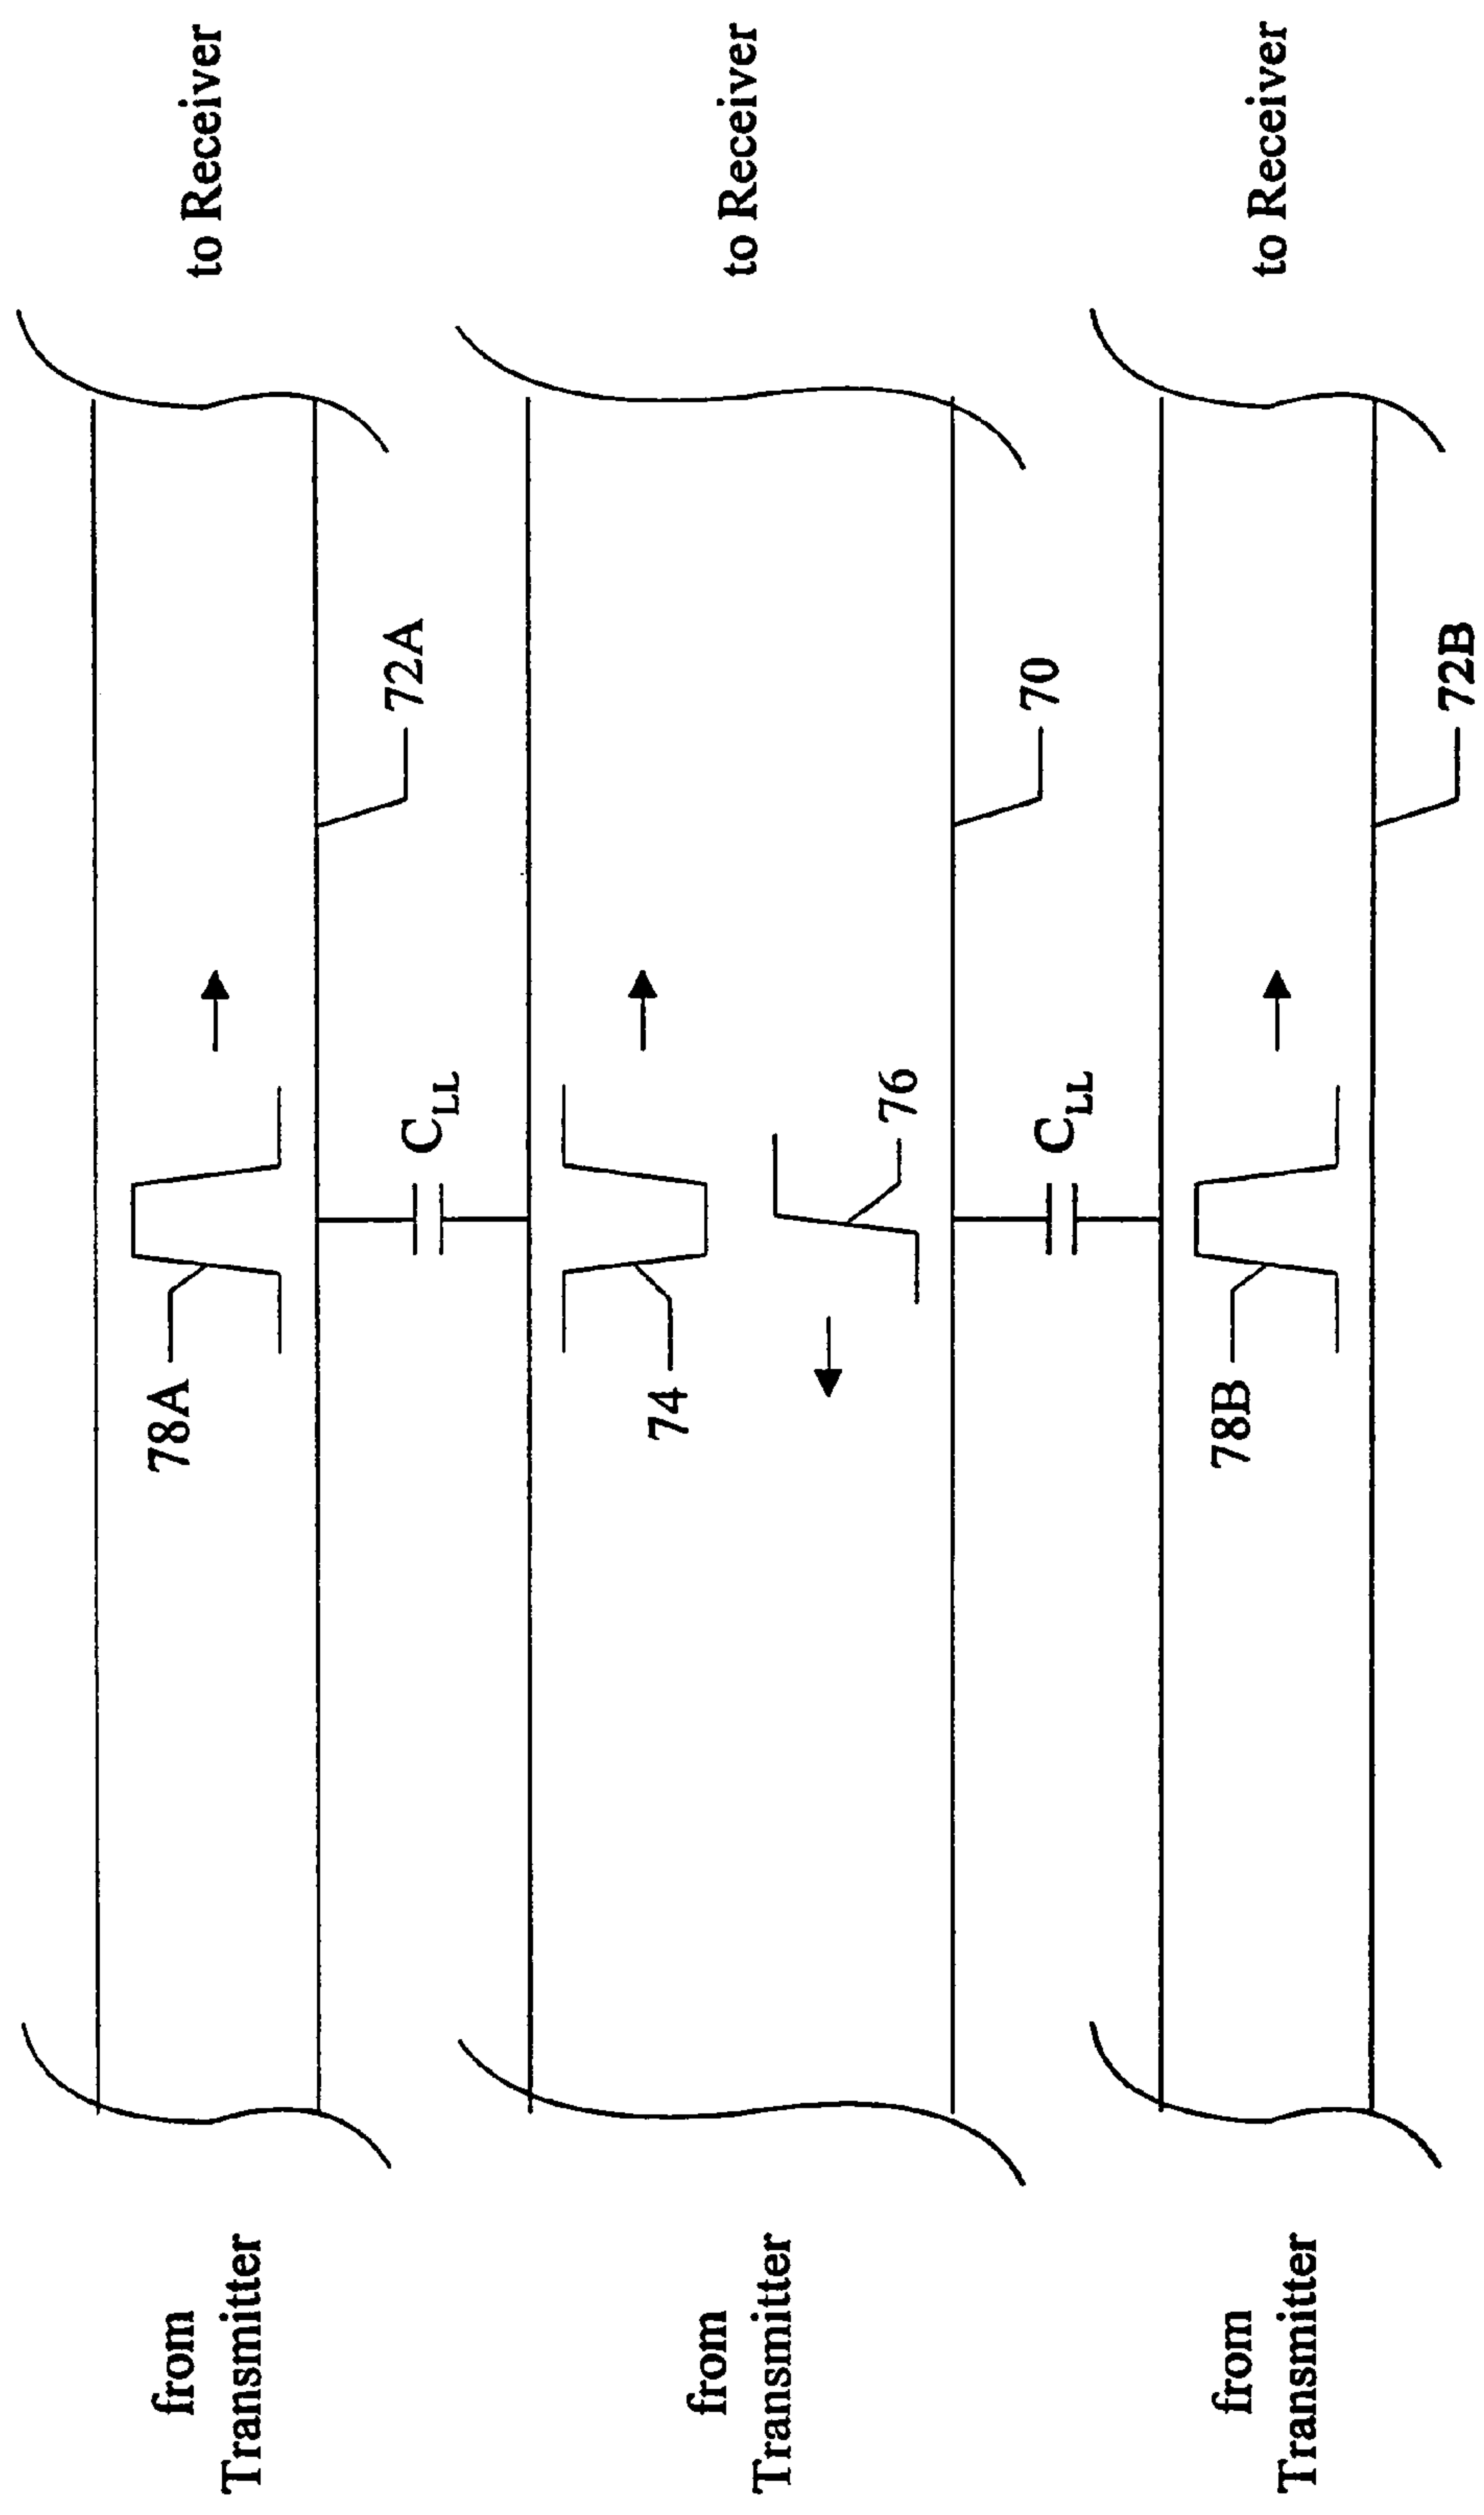 from
Transmitter
78A
72A
to Receiver
C_LL
from
Transmitter
74
76
70
to Receiver
C_LL
from
Transmitter
78B
72B
to Receiver